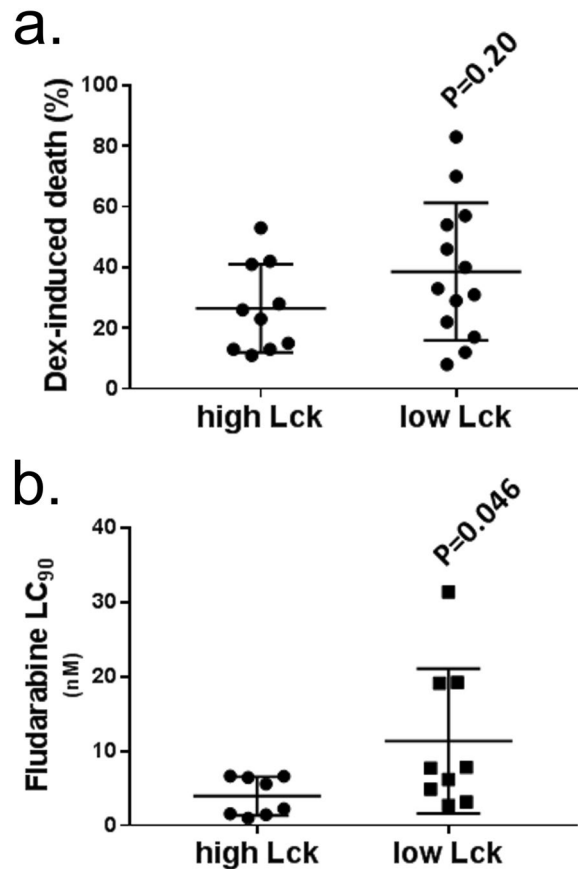 a.
P=0.20
Dex-induced death (%)
100
80
60
40
20
0
high Lck
low Lck
b.
P=0.046
Fludarabine LC90
(nM)
40
30
20
10
0
high Lck
low Lck